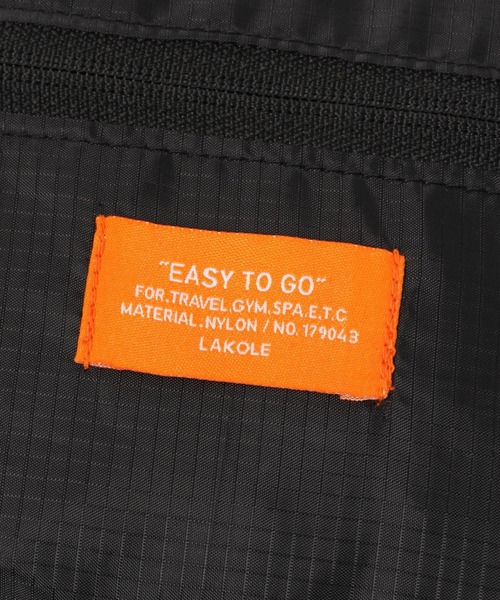 "EASY TO GO"
FOR.TRAVEL.GYM.SPA.E.T.C
MATERIAL.NYLON / NO. 179043
LAKOLE